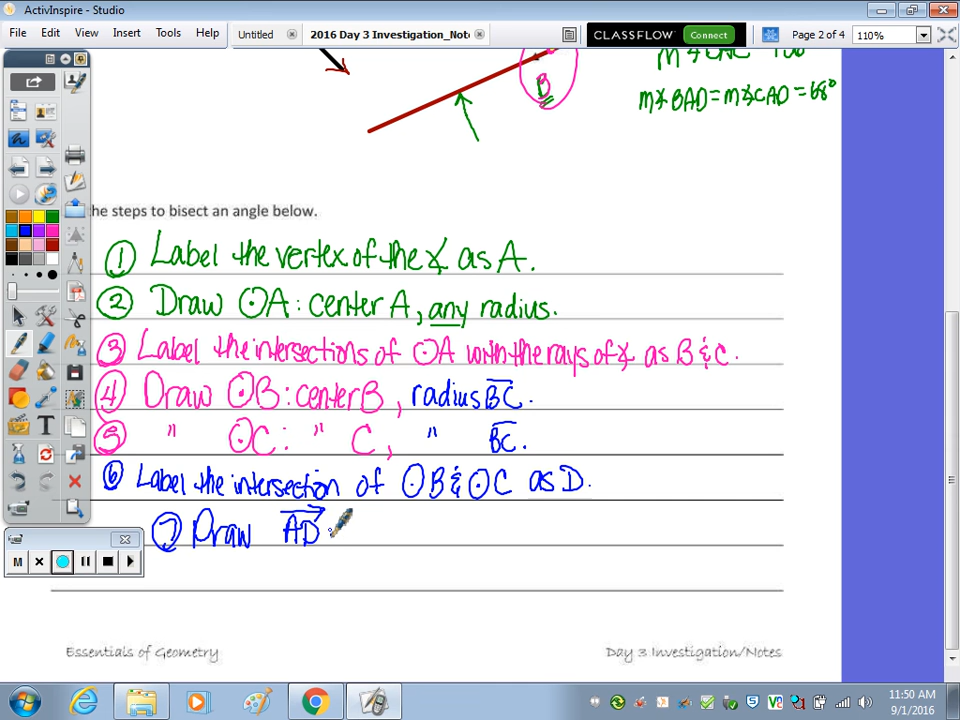 ActivInspire - Studio
File Edit View Insert Tools Help Untitled 2016 Day 3 Investigation_Not CLASSFLOW Connect Page 2 of 4 110%
B
m∡BAD = m∡CAD = 68°
the steps to bisect an angle below.
① Label the vertex of the ∡ as A.
② Draw ⊙A: center A, any radius.
③ Label the intersections of ⊙A with the rays of ∡ as B & C.
④ Draw ⊙B: center B, radius B̅C̅.
⑤ " ⊙C: " C, " B̅C̅.
⑥ Label the intersection of ⊙B & ⊙C as D.
⑦ Draw A͞D⃗.
M
Essentials of Geometry Day 3 Investigation/Notes
11:50 AM
9/1/2016